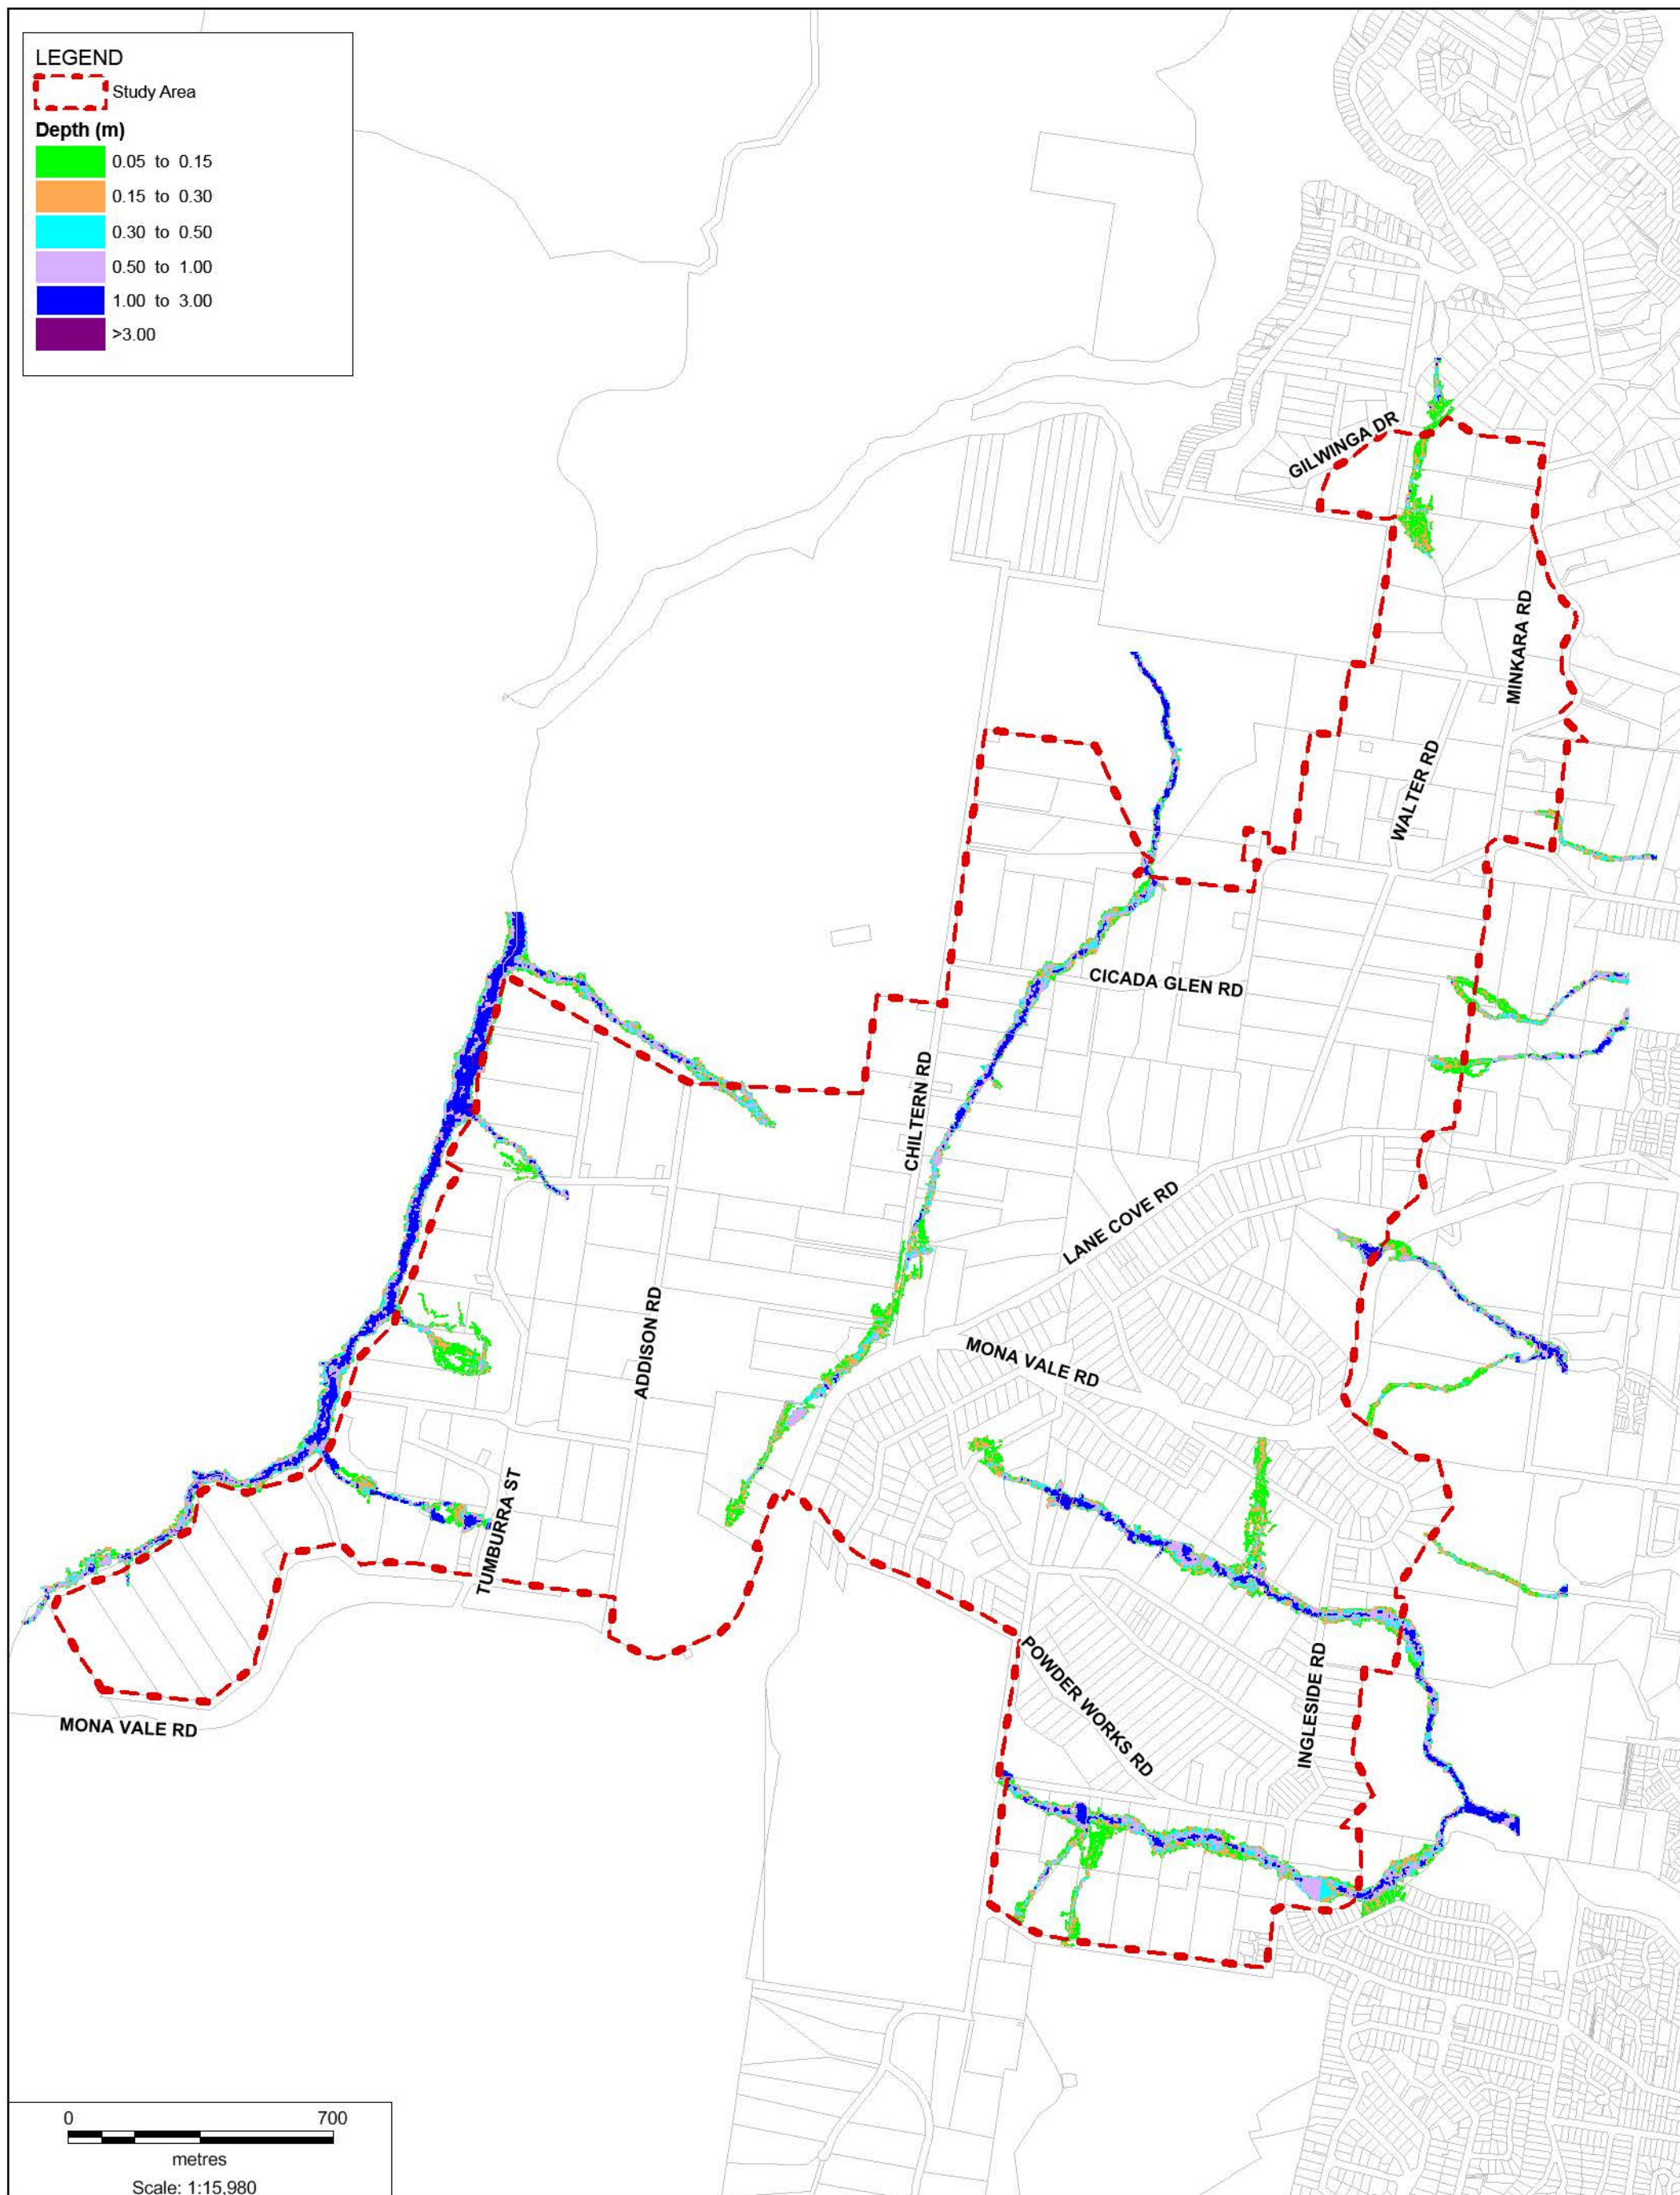 LEGEND
Study Area
Depth (m)
0.05 to 0.15
0.15 to 0.30
0.30 to 0.50
0.50 to 1.00
1.00 to 3.00
>3.00
GILWINGA DR
MINKARA RD
WALTER RD
CICADA GLEN RD
CHILTERN RD
LANE COVE RD
ADDISON RD
MONA VALE RD
TUMBURRA ST
POWDER WORKS RD
INGLESIDE RD
MONA VALE RD
0 700
metres
Scale: 1:15,980